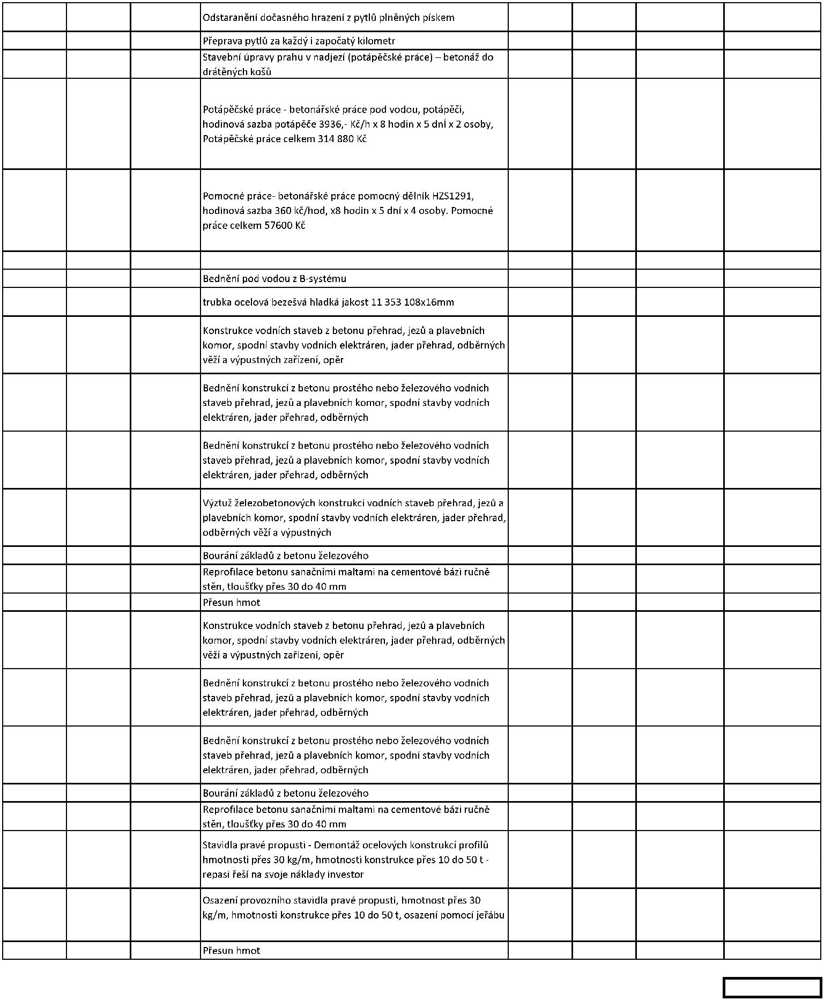 Odstaranění dočasného hrazení z pytlů plněných pískem
Přeprava pytlů za každý i započatý kilometr
Stavební úpravy prahu v nadjezí (potápěčské práce) – betonáž do
drátěných košů
Potápěčské práce - betonářské práce pod vodou, potápěči,
hodinová sazba potápěče 3936,- Kč/h x 8 hodin x 5 dnÍ x 2 osoby,
Potápěčské práce celkem 314 880 Kč
Pomocné práce- betonářské práce pomocný dělník HZS1291,
hodinová sazba 360 kč/hod, x8 hodin x 5 dní x 4 osoby. Pomocné
práce celkem 57600 Kč
Bednění pod vodou z B-systému
trubka ocelová bezešvá hladká jakost 11 353 108x16mm
Konstrukce vodních staveb z betonu přehrad, jezů a plavebních
komor, spodní stavby vodních elektráren, jader přehrad, odběrných
věží a výpustných zařízení, opěr
Bednění konstrukcí z betonu prostého nebo železového vodních
staveb přehrad, jezů a plavebních komor, spodní stavby vodních
elektráren, jader přehrad, odběrných
Bednění konstrukcí z betonu prostého nebo železového vodních
staveb přehrad, jezů a plavebních komor, spodní stavby vodních
elektráren, jader přehrad, odběrných
Výztuž železobetonových konstrukci vodních staveb přehrad, jezů a
plavebních komor, spodní stavby vodních elektráren, jader přehrad,
odběrných věží a výpustných
Bourání základů z betonu železového
Reprofilace betonu sanačními maltami na cementové bázi ručně
stěn, tloušťky přes 30 do 40 mm
Přesun hmot
Konstrukce vodních staveb z betonu přehrad, jezů a plavebních
komor, spodní stavby vodních elektráren, jader přehrad, odběrných
věží a výpustných zařízení, opěr
Bednění konstrukcí z betonu prostého nebo železového vodních
staveb přehrad, jezů a plavebních komor, spodní stavby vodních
elektráren, jader přehrad, odběrných
Bednění konstrukcí z betonu prostého nebo železového vodních
staveb přehrad, jezů a plavebních komor, spodní stavby vodních
elektráren, jader přehrad, odběrných
Bourání základů z betonu železového
Reprofilace betonu sanačními maltami na cementové bázi ručně
stěn, tloušťky přes 30 do 40 mm
Stavidla pravé propusti - Demontáž ocelových konstrukcí profilů
hmotnosti přes 30 kg/m, hmotnosti konstrukce přes 10 do 50 t -
repasi řeší na svoje náklady investor
Osazení provozního stavidla pravé propusti, hmotnost přes 30
kg/m, hmotnosti konstrukce přes 10 do 50 t, osazení pomocí jeřábu
Přesun hmot